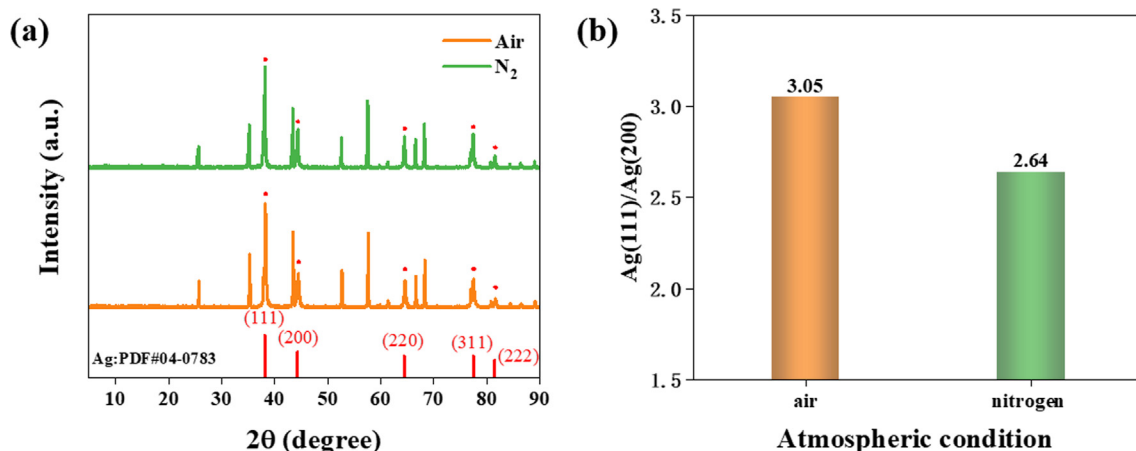 (a)
Air
N₂
Intensity (a.u.)
(111)
(200)
(220)
(311)
(222)
Ag:PDF#04-0783
10 20 30 40 50 60 70 80 90
2θ (degree)
(b)
3.5
3.0
2.5
2.0
1.5
Ag(111)/Ag(200)
3.05
2.64
air nitrogen
Atmospheric condition